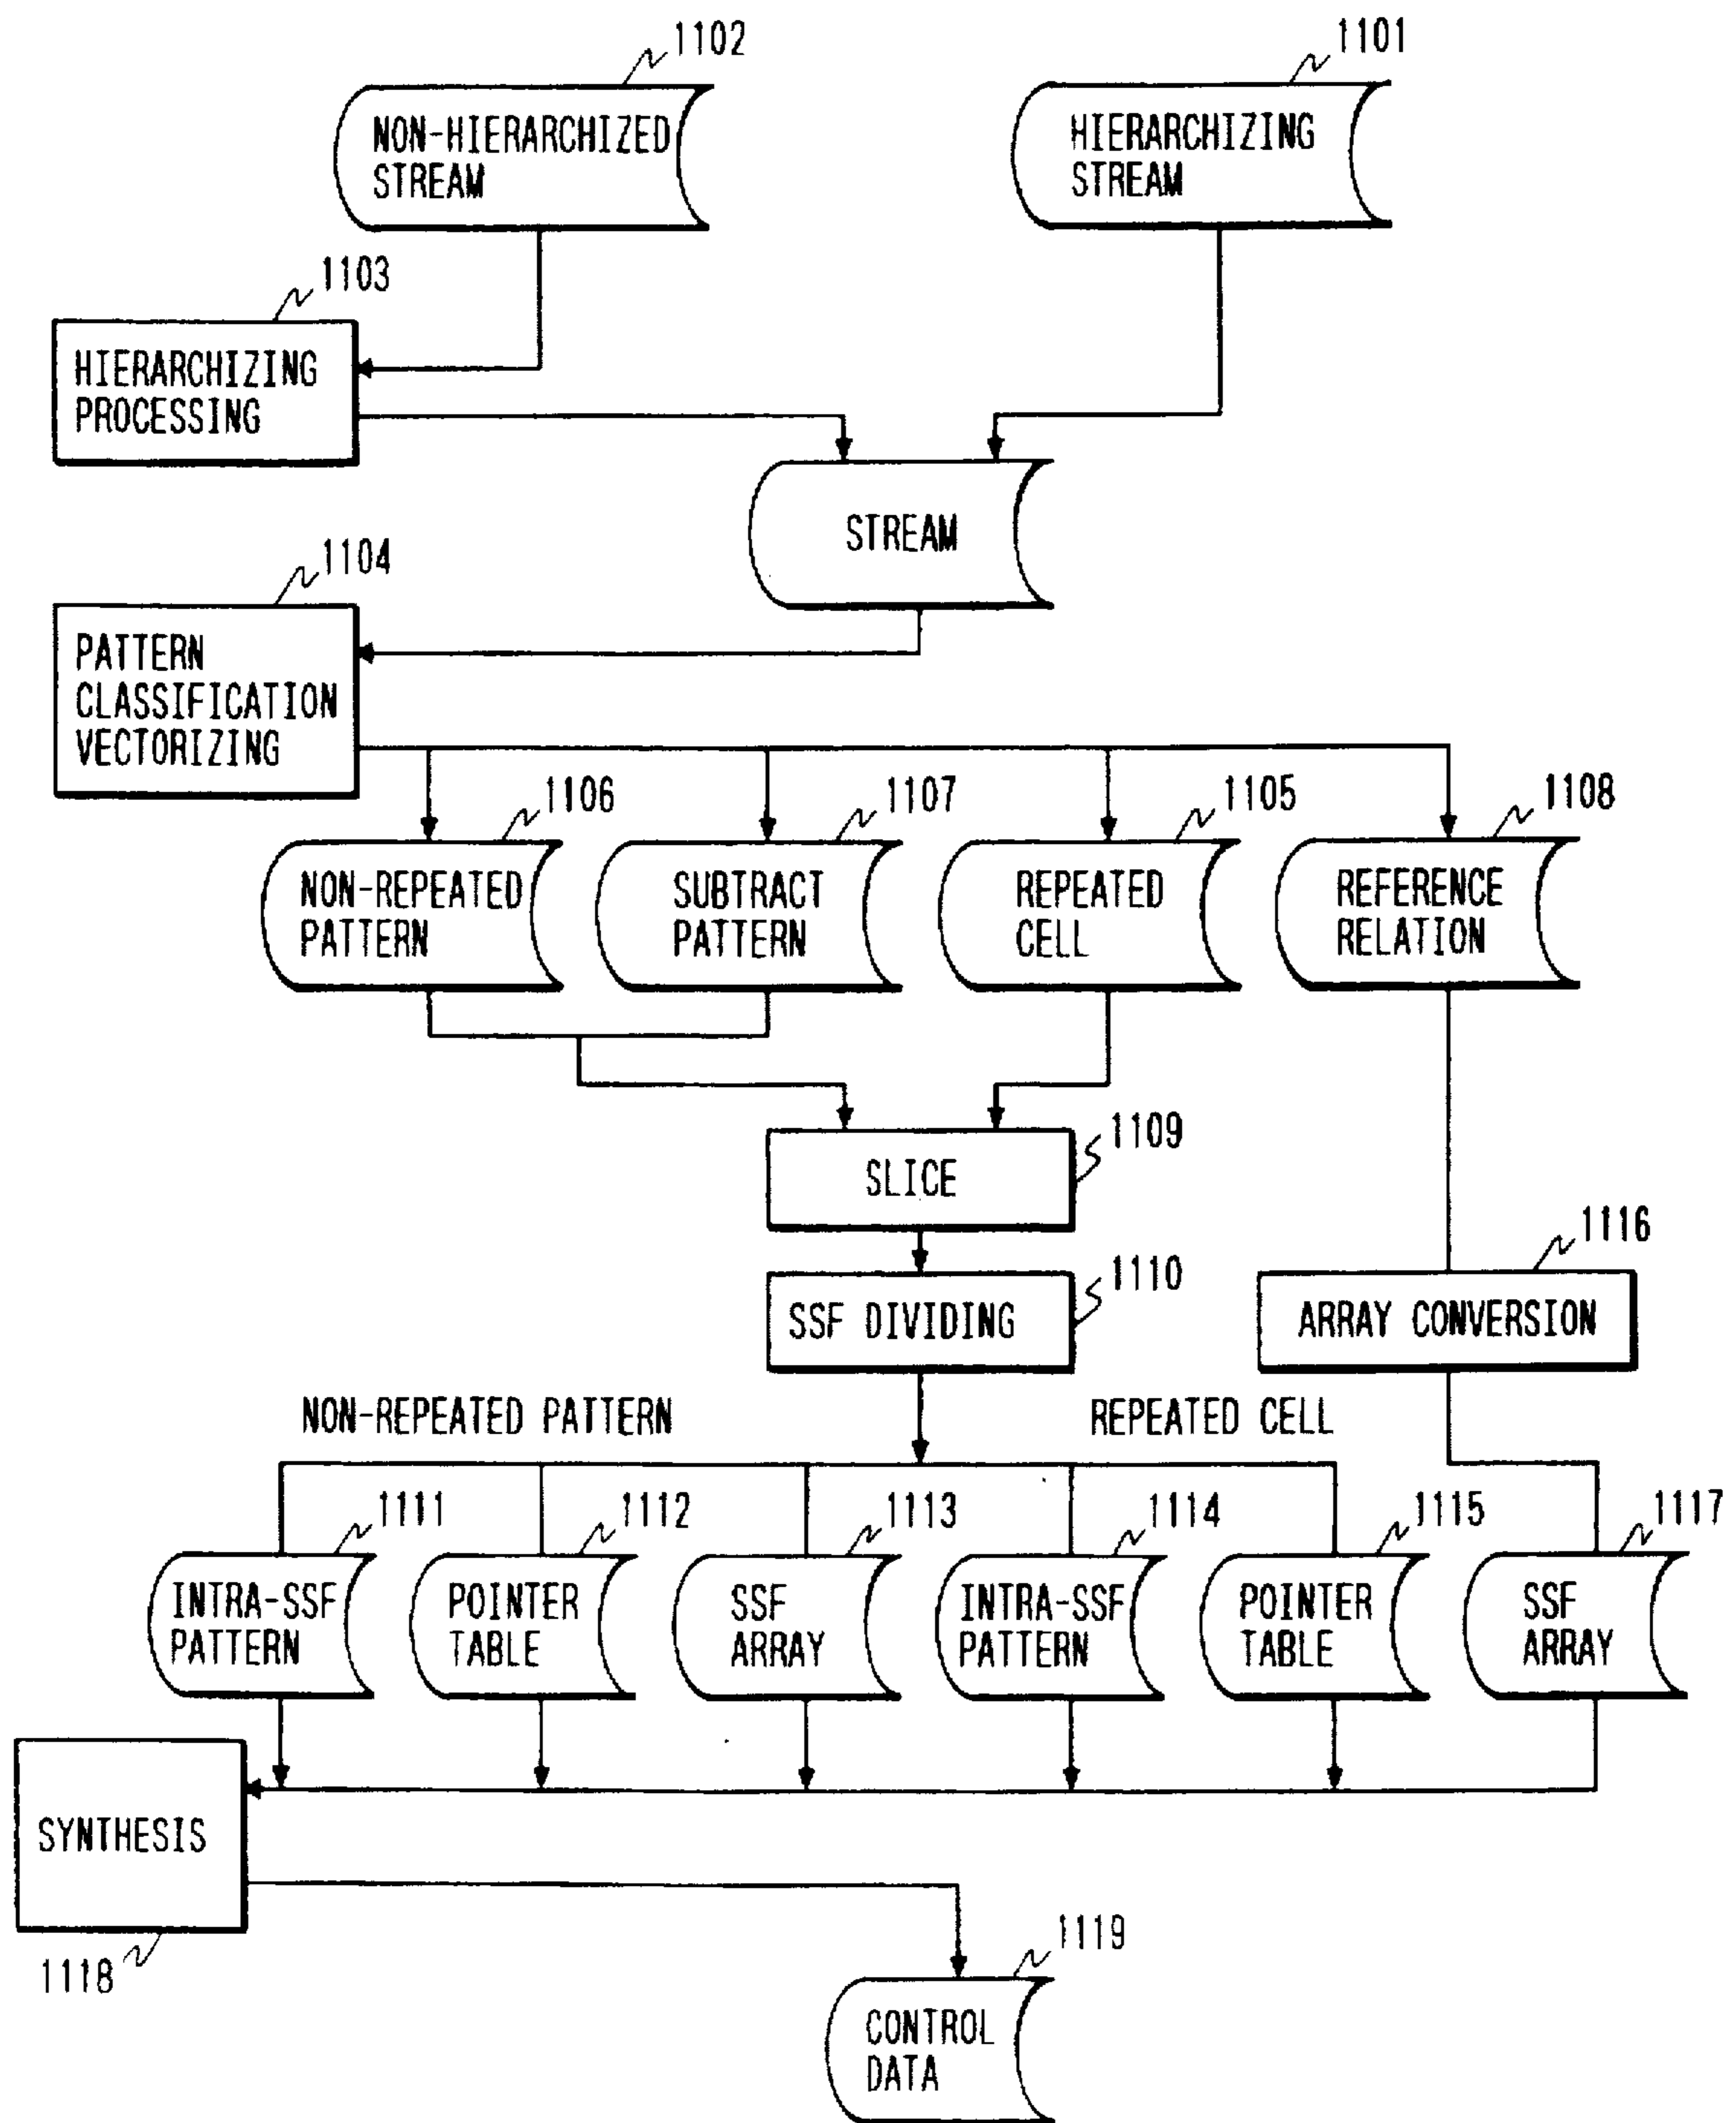 1102
1101
NON-HIERARCHIZED
STREAM
HIERARCHIZING
STREAM
1103
HIERARCHIZING
PROCESSING
STREAM
1104
PATTERN
CLASSIFICATION
VECTORIZING
1106
1107
1105
1108
NON-REPEATED
PATTERN
SUBTRACT
PATTERN
REPEATED
CELL
REFERENCE
RELATION
1109
SLICE
1116
1110
SSF DIVIDING
ARRAY CONVERSION
NON-REPEATED PATTERN
REPEATED CELL
1111
1112
1113
1114
1115
1117
INTRA-SSF
PATTERN
POINTER
TABLE
SSF
ARRAY
INTRA-SSF
PATTERN
POINTER
TABLE
SSF
ARRAY
SYNTHESIS
1118
1119
CONTROL
DATA